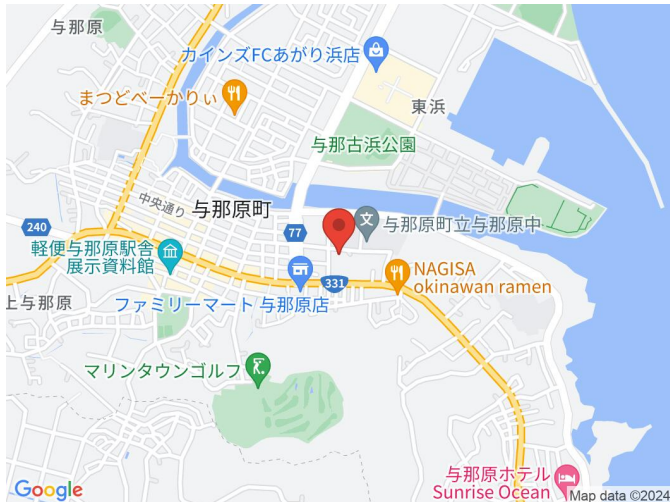 与那原
カインズFCあがり浜店
まつどべーかりぃ
東浜
与那古浜公園
中央通り
与那原町
240
77
与那原町立与那原中
軽便与那原駅舎
展示資料館
NAGISA
okinawan ramen
331
上与那原
ファミリーマート 与那原店
マリンタウンゴルフ
与那原ホテル
Sunrise Ocean
Google
Map data ©2024